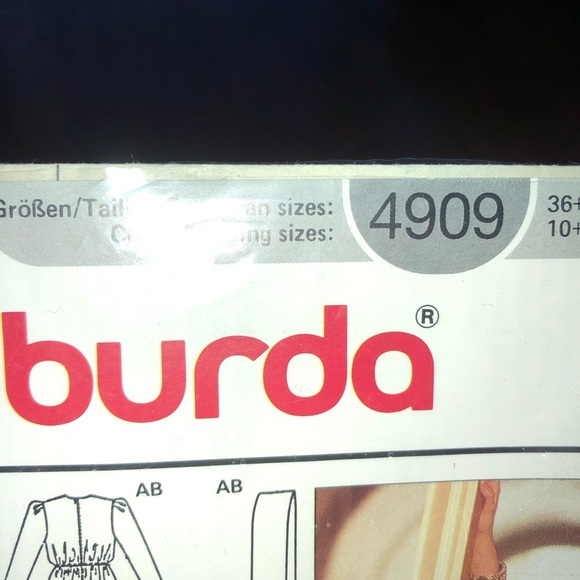 Größen/Tail sizes: 4909 36+
sizes: 10+
burda®
AB AB